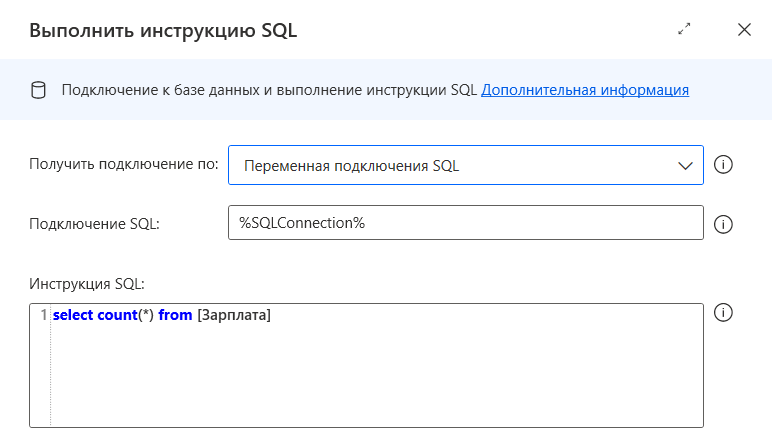 Выполнить инструкцию SQL
Подключение к базе данных и выполнение инструкции SQL Дополнительная информация
Получить подключение по: Переменная подключения SQL
Подключение SQL: %SQLConnection%
Инструкция SQL:
1 select count(*) from [Зарплата]